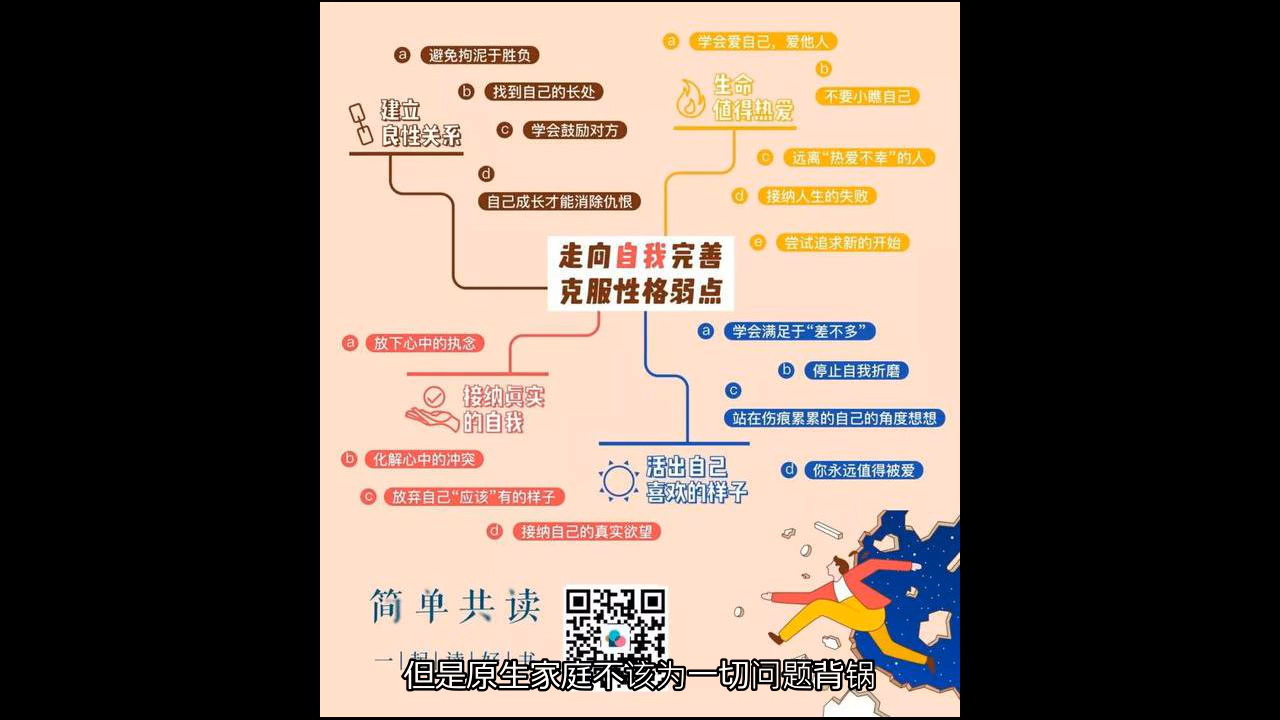 a 避免拘泥于胜负
b 找到自己的长处
建立
良性关系
c 学会鼓励对方
d
自己成长才能消除仇恨
a 学会爱自己，爱他人
b
不要小瞧自己
生命
值得热爱
c 远离“热爱不幸”的人
d 接纳人生的失败
e 尝试追求新的开始
走向自我完善
克服性格弱点
a 放下心中的执念
接纳真实
的自我
b 化解心中的冲突
c 放弃自己“应该”有的样子
d 接纳自己的真实欲望
a 学会满足于“差不多”
b 停止自我折磨
c
站在伤痕累累的自己的角度想想
活出自己
喜欢的样子
d 你永远值得被爱
简单共读
一|起|读|好|书
但是原生家庭不该为一切问题背锅